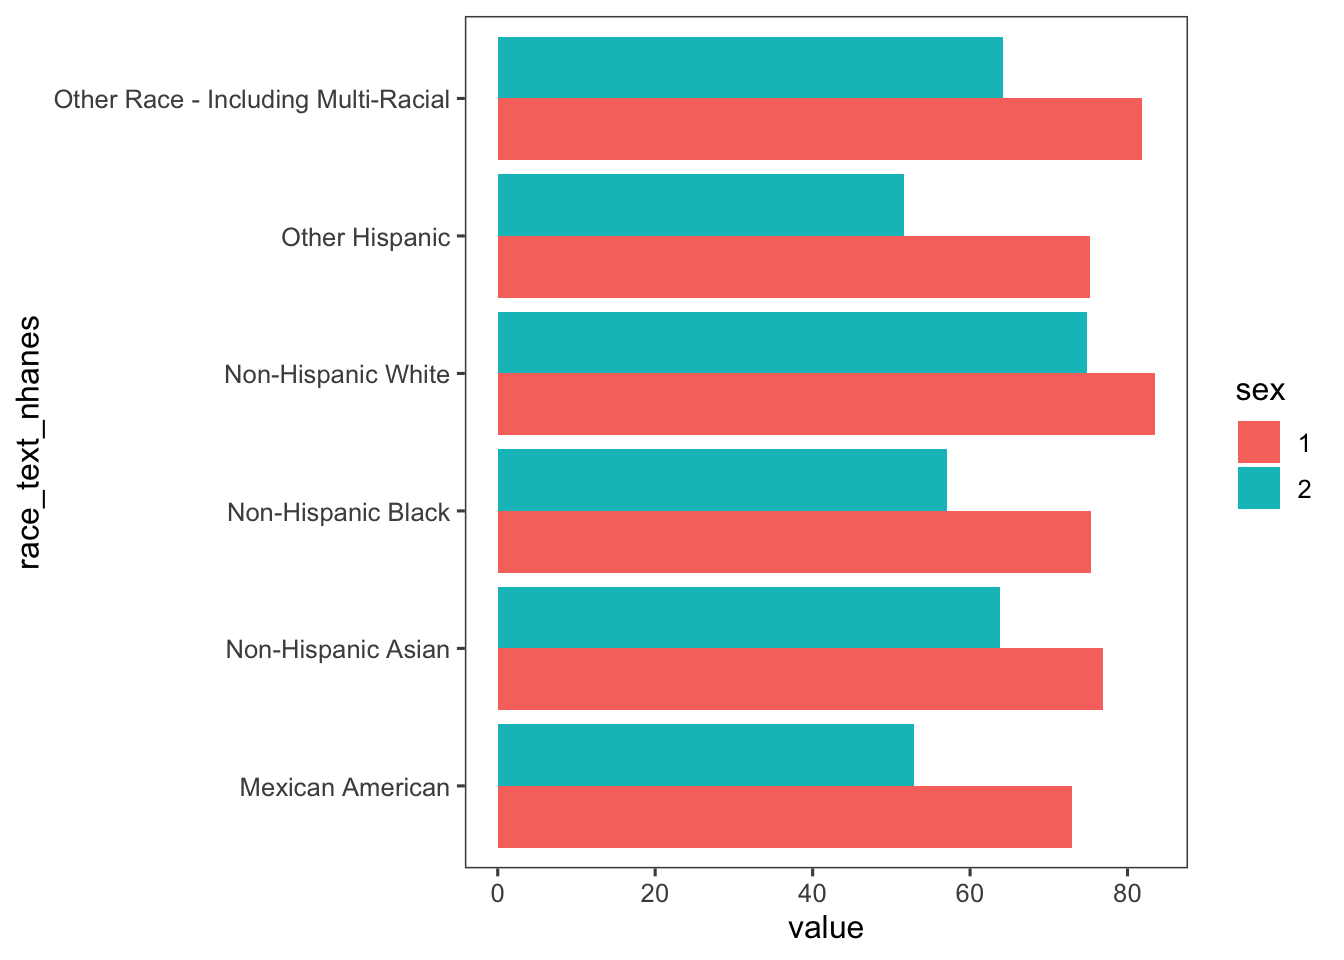 race_text_nhanes
Other Race - Including Multi-Racial
Other Hispanic
Non-Hispanic White
Non-Hispanic Black
Non-Hispanic Asian
Mexican American
0 20 40 60 80
value
sex
1
2